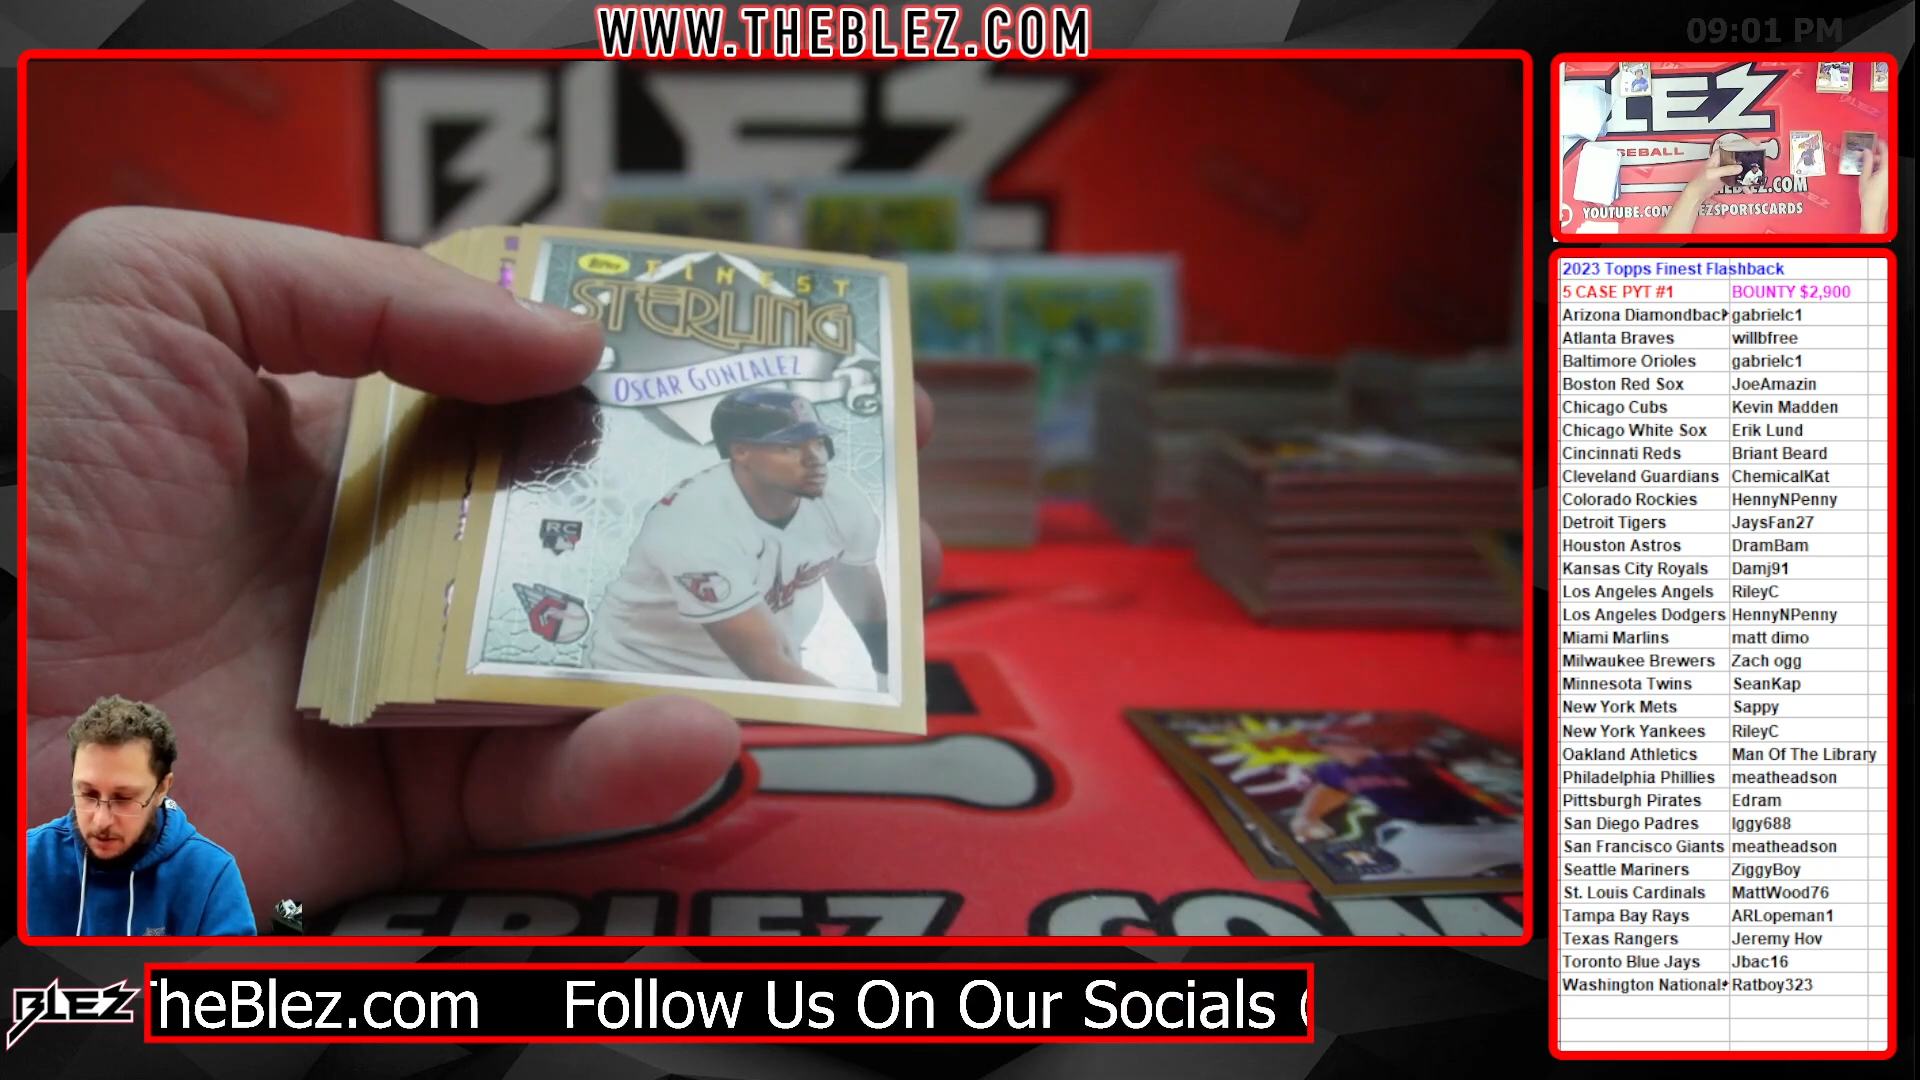 WWW.THEBLEZ.COM
09:01 PM
BLEZ
Topps FINEST
STERLING
OSCAR GONZALEZ
RC
LEZ
YOUTUBE.COM
EZSPORTSCARDS
2023 Topps Finest Flashback
5 CASE PYT #1 BOUNTY $2,900
Arizona Diamondback gabrielc1
Atlanta Braves willbfree
Baltimore Orioles gabrielc1
Boston Red Sox JoeAmazin
Chicago Cubs Kevin Madden
Chicago White Sox Erik Lund
Cincinnati Reds Briant Beard
Cleveland Guardians ChemicalKat
Colorado Rockies HennyNPenny
Detroit Tigers JaysFan27
Houston Astros DramBam
Kansas City Royals Damj91
Los Angeles Angels RileyC
Los Angeles Dodgers HennyNPenny
Miami Marlins matt dimo
Milwaukee Brewers Zach ogg
Minnesota Twins SeanKap
New York Mets Sappy
New York Yankees RileyC
Oakland Athletics Man Of The Library
Philadelphia Phillies meatheadson
Pittsburgh Pirates Edram
San Diego Padres Iggy688
San Francisco Giants meatheadson
Seattle Mariners ZiggyBoy
St. Louis Cardinals MattWood76
Tampa Bay Rays ARLopeman1
Texas Rangers Jeremy Hov
Toronto Blue Jays Jbac16
Washington Nationals Ratboy323
BLEZ
TheBlez.com Follow Us On Our Socials (